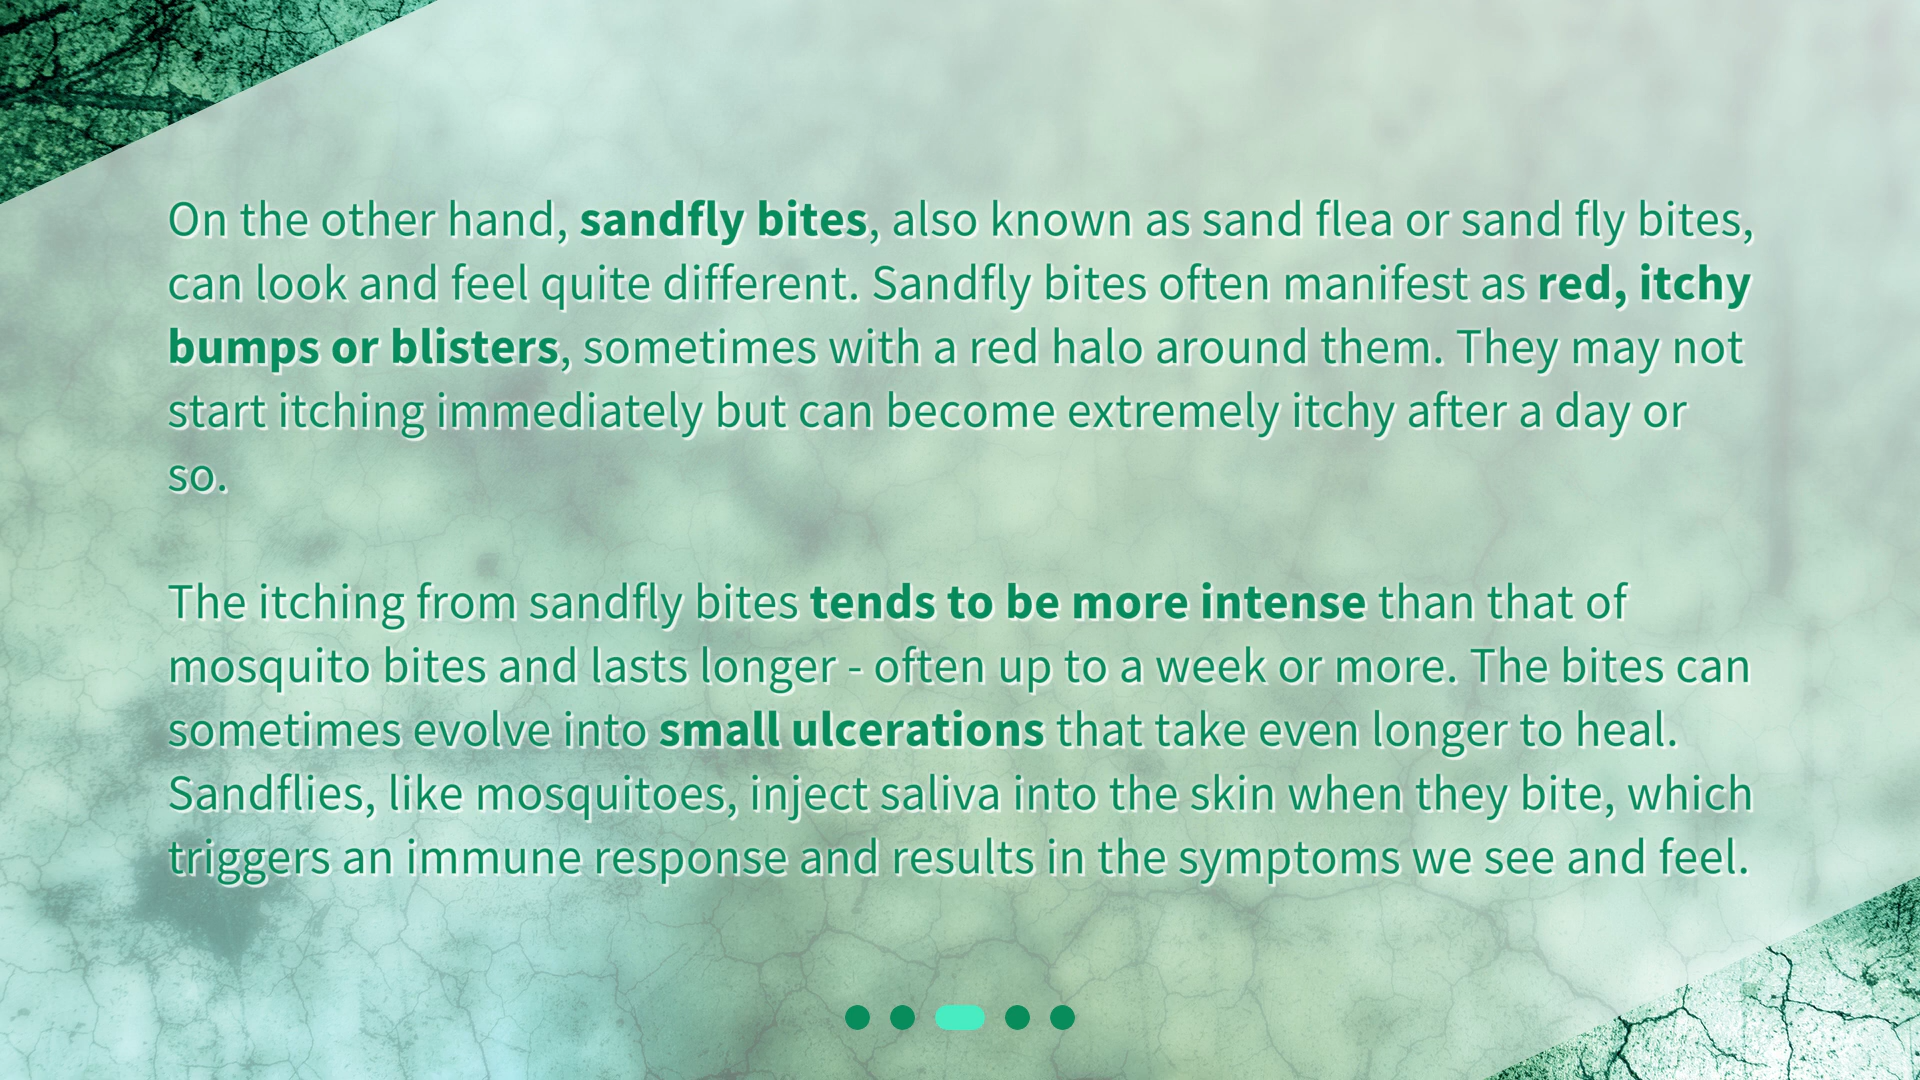 On the other hand, sandfly bites, also known as sand flea or sand fly bites,
can look and feel quite different. Sandfly bites often manifest as red, itchy
bumps or blisters, sometimes with a red halo around them. They may not
start itching immediately but can become extremely itchy after a day or
so.
The itching from sandfly bites tends to be more intense than that of
mosquito bites and lasts longer - often up to a week or more. The bites can
sometimes evolve into small ulcerations that take even longer to heal.
Sandflies, like mosquitoes, inject saliva into the skin when they bite, which
triggers an immune response and results in the symptoms we see and feel.